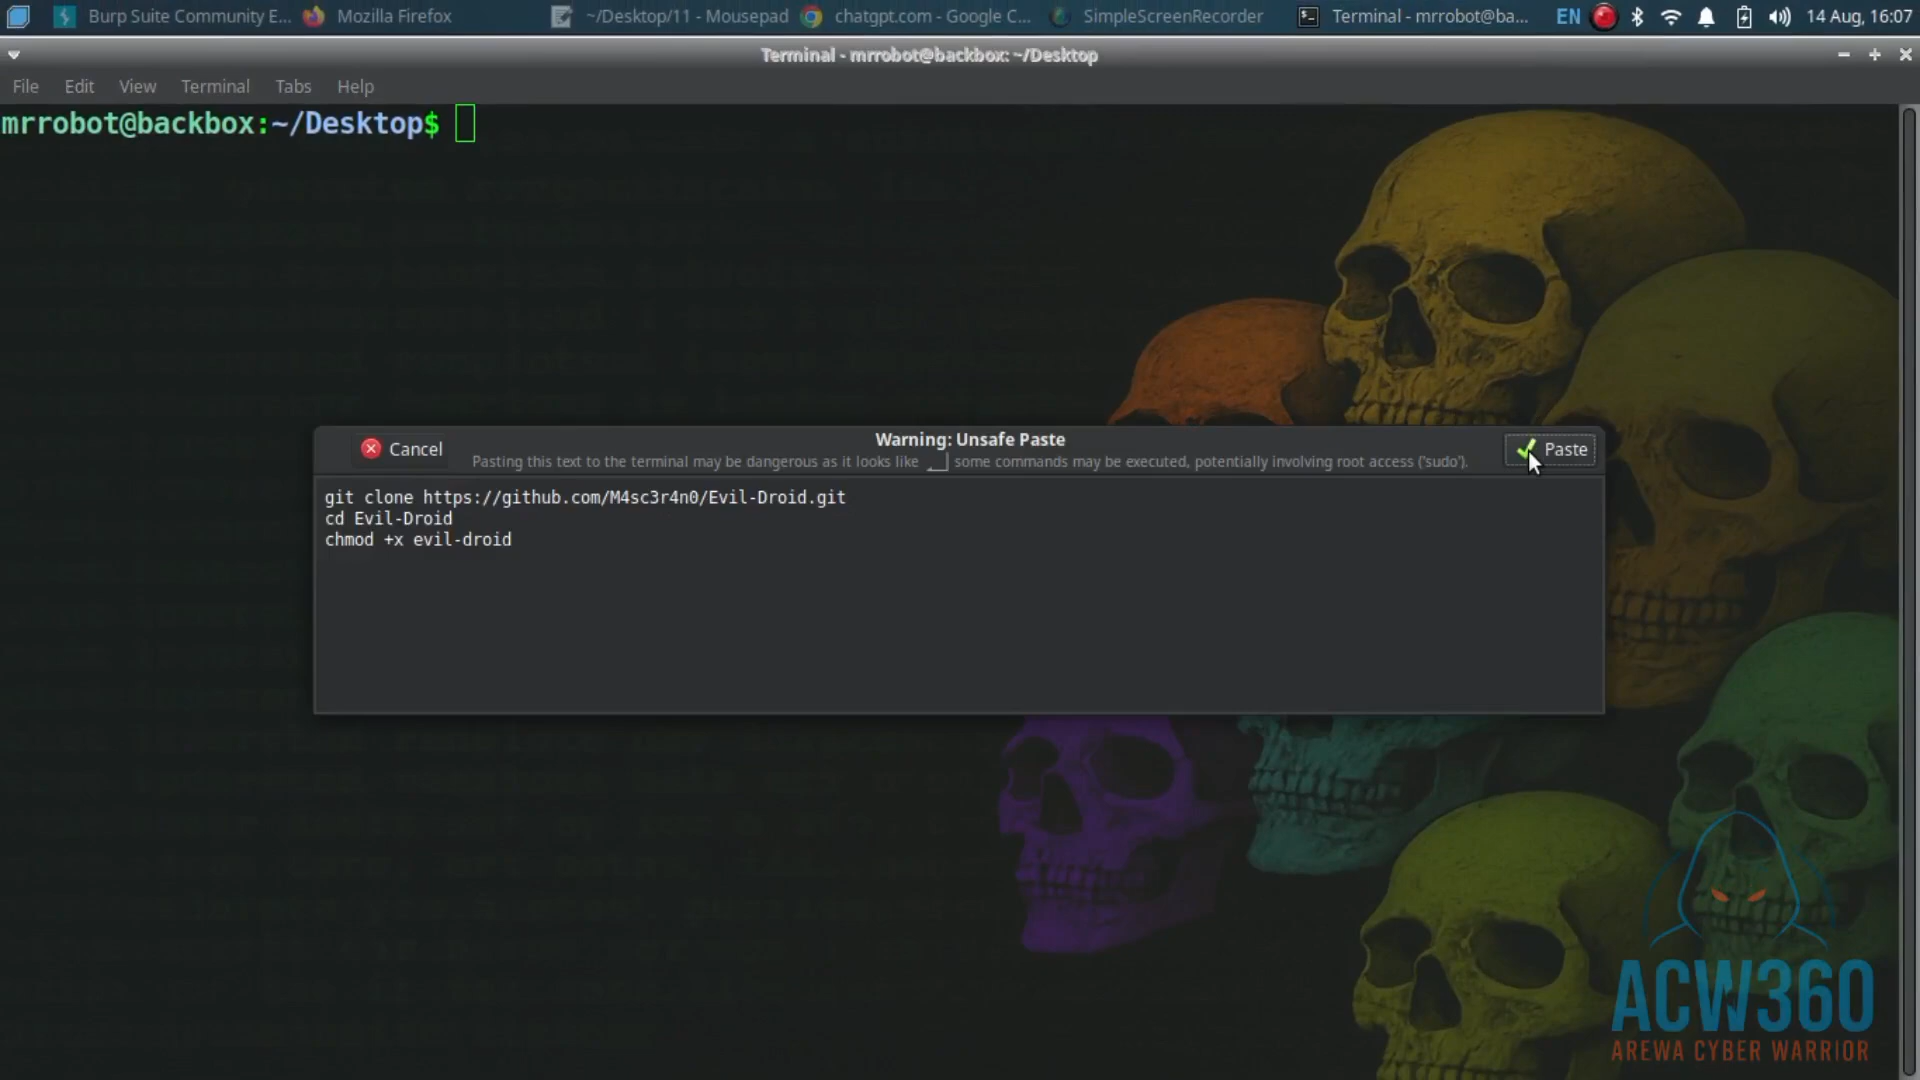 Burp Suite Community E...
Mozilla Firefox
~/Desktop/11 - Mousepad
chatgpt.com - Google C...
SimpleScreenRecorder
Terminal - mrrobot@ba...
EN
14 Aug, 16:07
Terminal - mrrobot@backbox: ~/Desktop
File Edit View Terminal Tabs Help
mrrobot@backbox:~/Desktop$
Cancel
Warning: Unsafe Paste
Pasting this text to the terminal may be dangerous as it looks like some commands may be executed, potentially involving root access ('sudo').
Paste
git clone https://github.com/M4sc3r4n0/Evil-Droid.git
cd Evil-Droid
chmod +x evil-droid
ACW360
AREWA CYBER WARRIOR